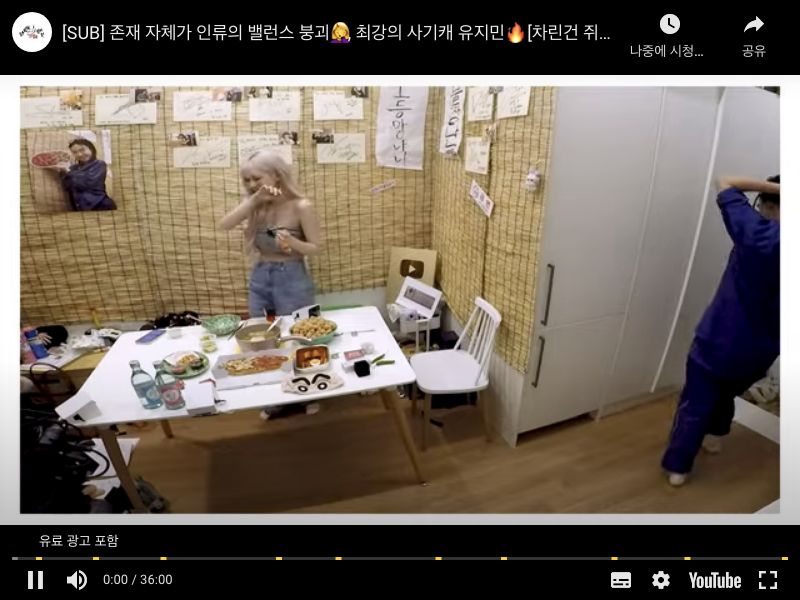 [SUB] 존재 자체가 인류의 밸런스 붕괴🙍‍♀️ 최강의 사기캐 유지민🔥[차린건 쥐...
나중에 시청...
공유
유료 광고 포함
0:00 / 36:00
YouTube